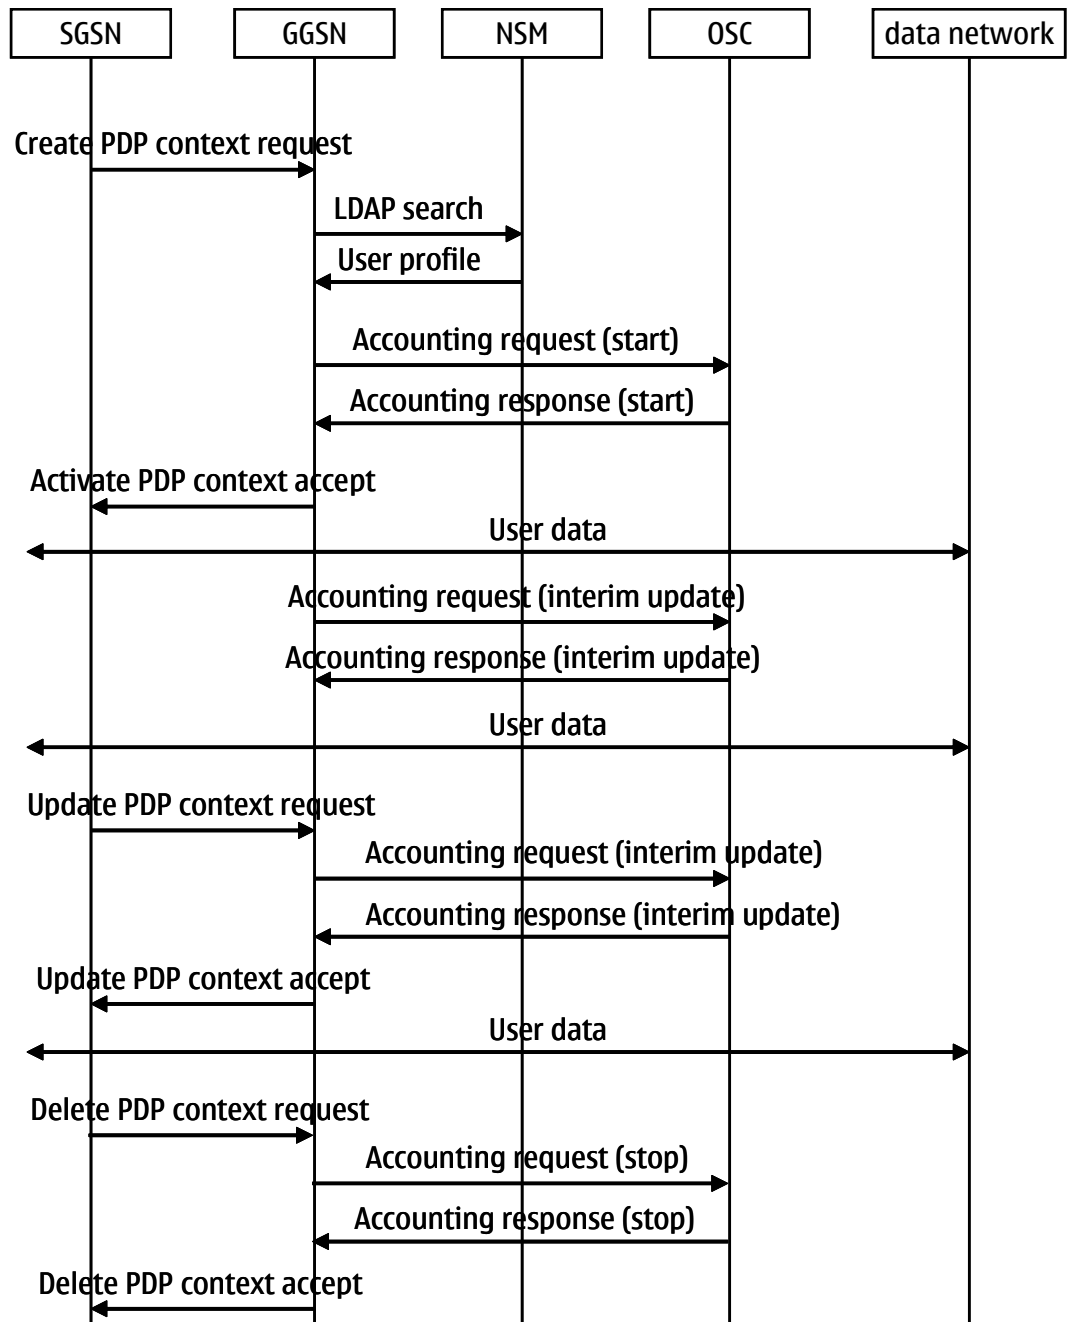 SGSN GGSN NSM OSC data network
Create PDP context request
LDAP search
User profile
Accounting request (start)
Accounting response (start)
Activate PDP context accept
User data
Accounting request (interim update)
Accounting response (interim update)
User data
Update PDP context request
Accounting request (interim update)
Accounting response (interim update)
Update PDP context accept
User data
Delete PDP context request
Accounting request (stop)
Accounting response (stop)
Delete PDP context accept